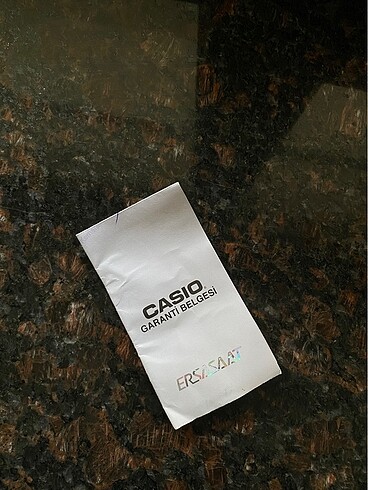 CASIO
GARANTİ BELGESİ
ERSA SAAT